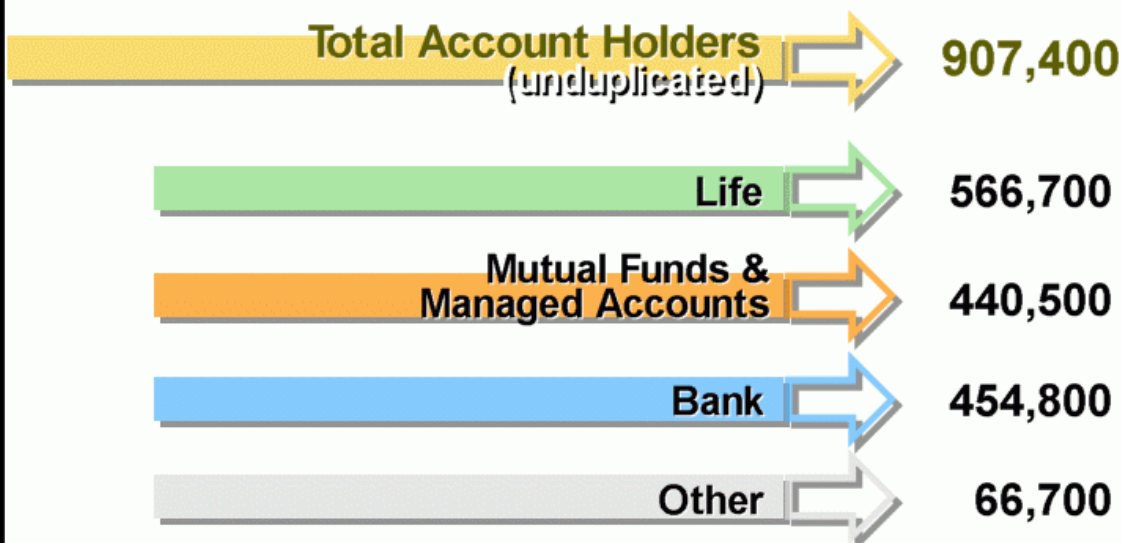 Total Account Holders 907,400
(unduplicated)
Life 566,700
Mutual Funds &
Managed Accounts 440,500
Bank 454,800
Other 66,700